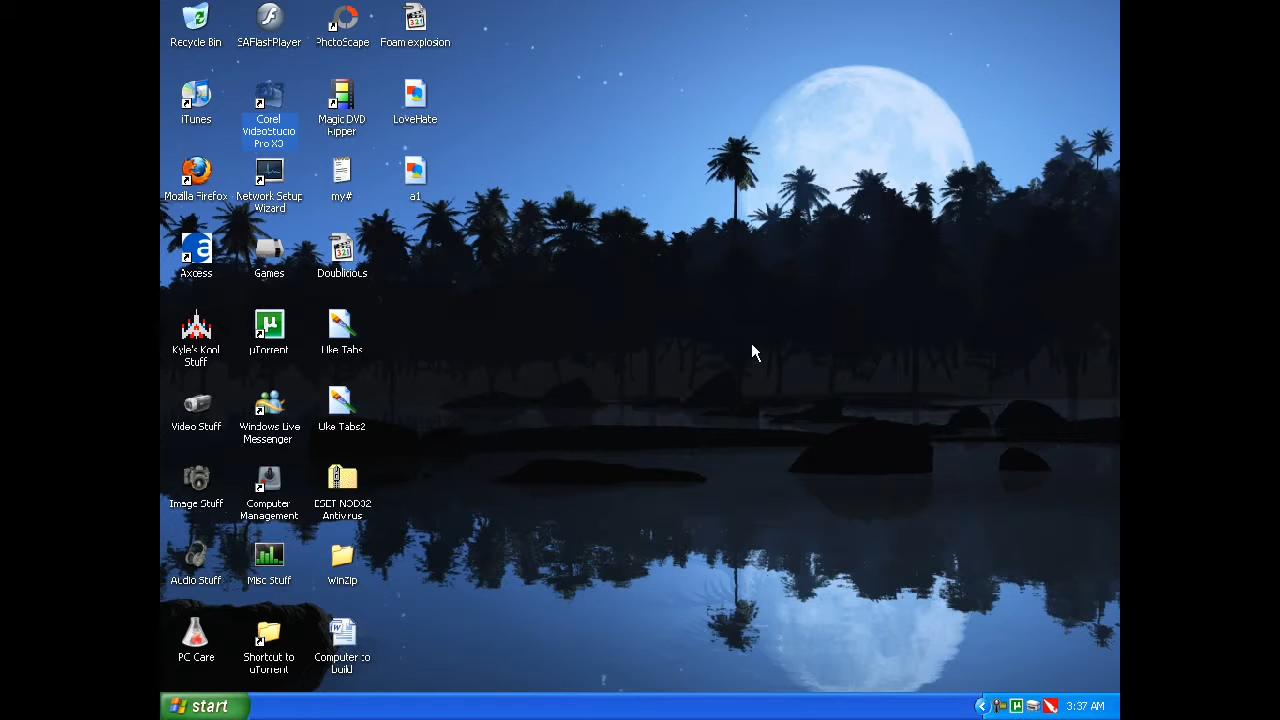 Recycle Bin
SAFlashPlayer
PhotoScape
Foam explosion
iTunes
Corel
VideoStudio
Pro X3
Magic DVD
Ripper
LoveHate
Mozilla Firefox
Network Setup
Wizard
my#
a1
Axcess
Games
Doublicious
Kyle's Kool
Stuff
µTorrent
Uke Tabs
Video Stuff
Windows Live
Messenger
Uke Tabs2
Image Stuff
Computer
Management
ESET NOD32
Antivirus
Audio Stuff
Misc Stuff
WinZip
PC Care
Shortcut to
uTorrent
Computer to
build
start
3:37 AM